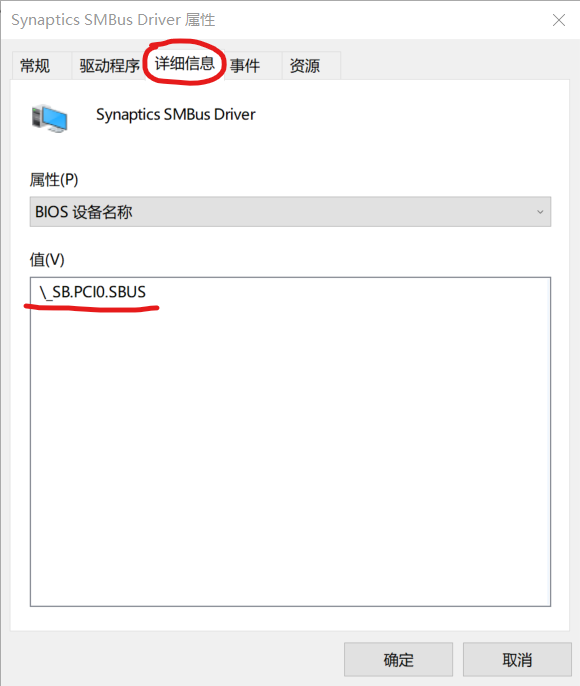 Synaptics SMBus Driver 属性
常规 驱动程序 详细信息 事件 资源
Synaptics SMBus Driver
属性(P)
BIOS 设备名称
值(V)
\_SB.PCI0.SBUS
确定 取消